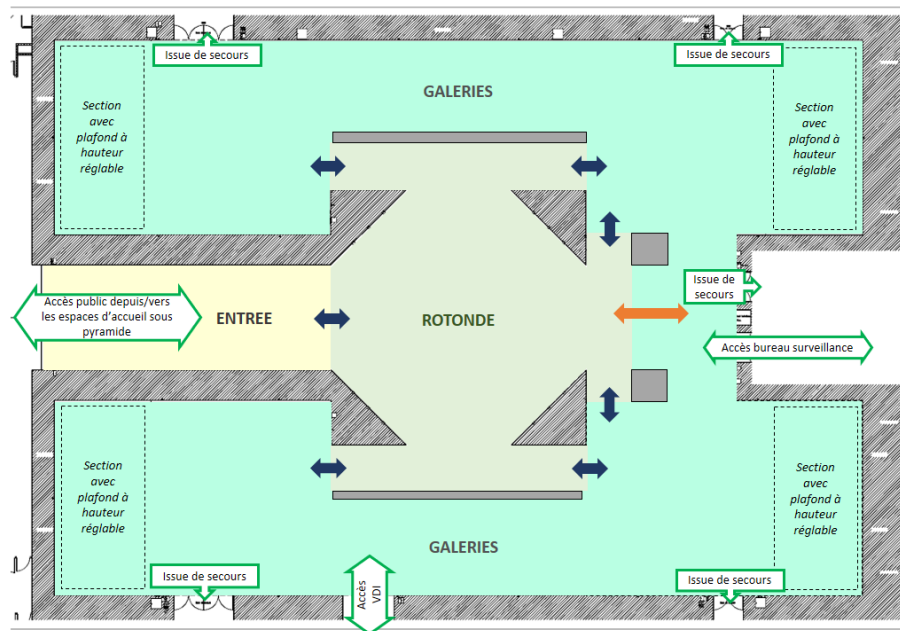 Issue de secours
Issue de secours
Section
avec
plafond à
hauteur
réglable
GALERIES
Section
avec
plafond à
hauteur
réglable
Accès public depuis/vers
les espaces d'accueil sous
pyramide
ENTREE
ROTONDE
Issue de
secours
Accès bureau surveillance
Section
avec
plafond à
hauteur
réglable
GALERIES
Section
avec
plafond à
hauteur
réglable
Issue de secours
Accès
VDI
Issue de secours